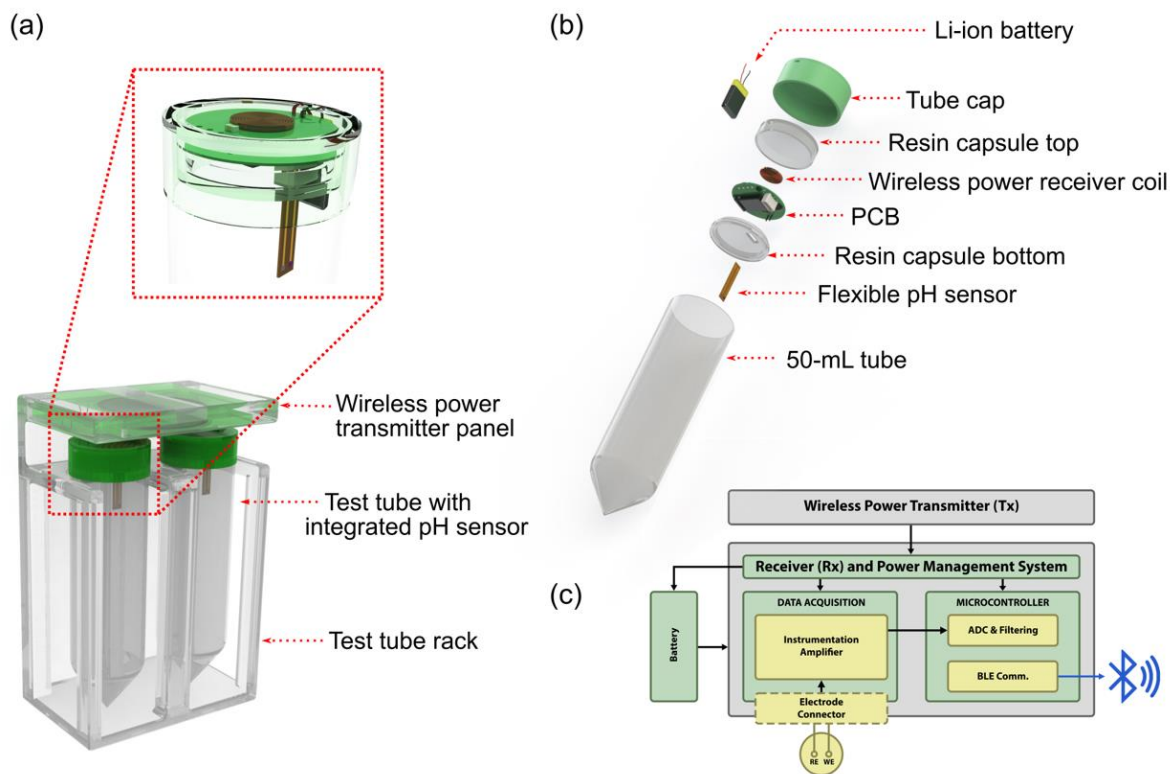 (a)
Wireless power
transmitter panel
Test tube with
integrated pH sensor
Test tube rack
(b)
Li-ion battery
Tube cap
Resin capsule top
Wireless power receiver coil
PCB
Resin capsule bottom
Flexible pH sensor
50-mL tube
(c)
Wireless Power Transmitter (Tx)
Receiver (Rx) and Power Management System
Battery
DATA ACQUISITION
Instrumentation
Amplifier
MICROCONTROLLER
ADC & Filtering
BLE Comm.
Electrode
Connector
RE WE